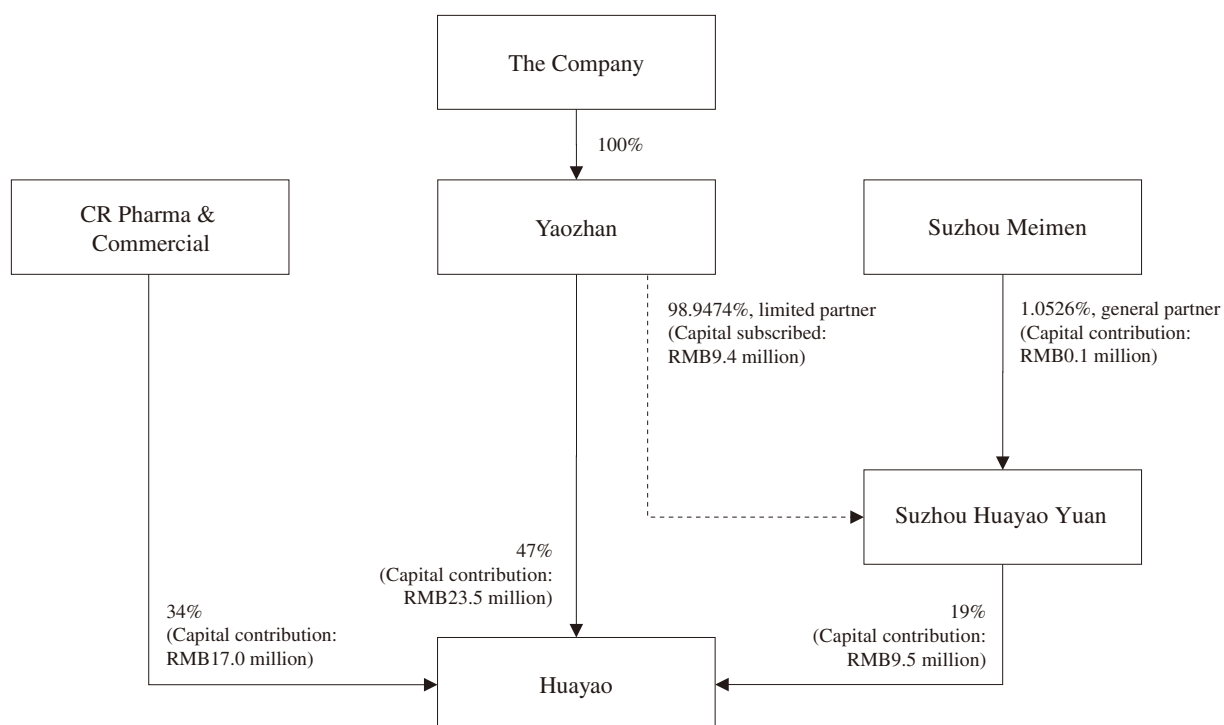 The Company
100%
CR Pharma &
Commercial
Yaozhan
Suzhou Meimen
98.9474%, limited partner
(Capital subscribed:
RMB9.4 million)
1.0526%, general partner
(Capital contribution:
RMB0.1 million)
Suzhou Huayao Yuan
47%
(Capital contribution:
RMB23.5 million)
34%
(Capital contribution:
RMB17.0 million)
19%
(Capital contribution:
RMB9.5 million)
Huayao